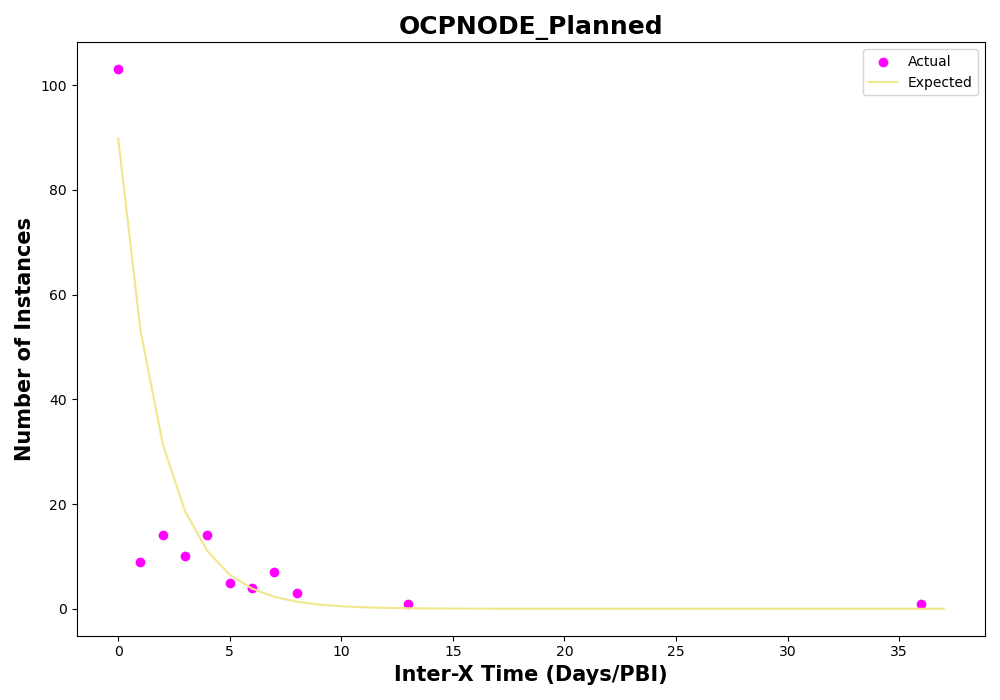 OCPNODE_Planned
Actual
Expected
Number of Instances
100
80
60
40
20
0
0 5 10 15 20 25 30 35
Inter-X Time (Days/PBI)